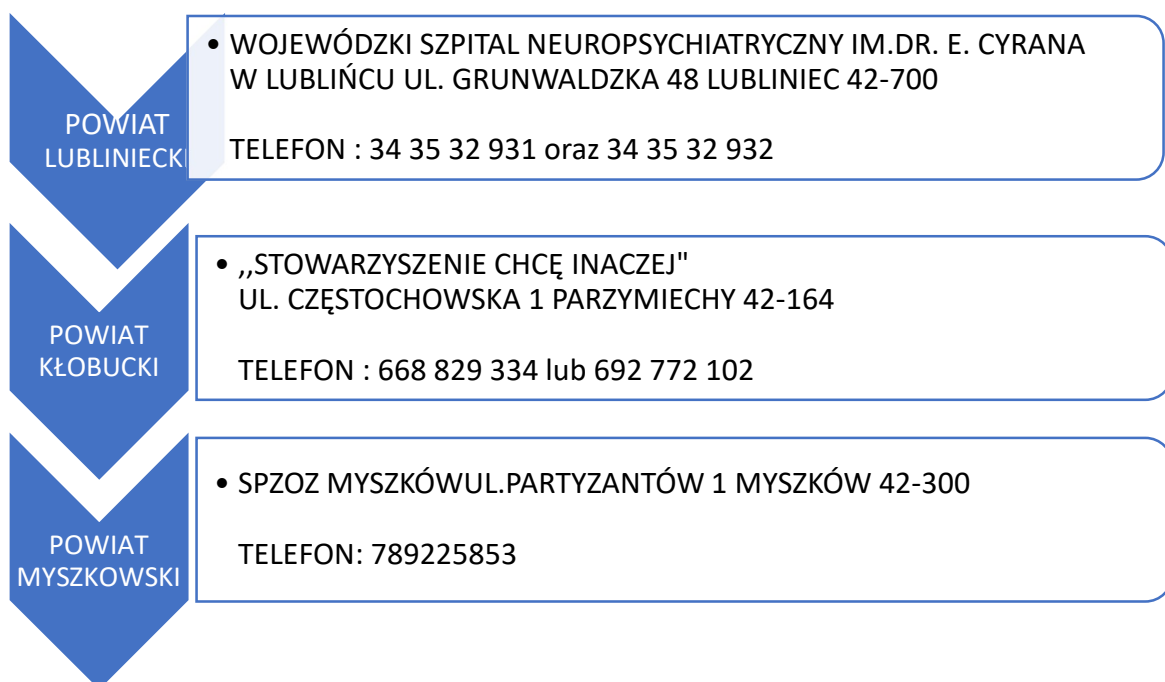 POWIAT
LUBLINIECKI
• WOJEWÓDZKI SZPITAL NEUROPSYCHIATRYCZNY IM.DR. E. CYRANA
W LUBLIŃCU UL. GRUNWALDZKA 48 LUBLINIEC 42-700
TELEFON : 34 35 32 931 oraz 34 35 32 932
POWIAT
KŁOBUCKI
• ,,STOWARZYSZENIE CHCĘ INACZEJ"
UL. CZĘSTOCHOWSKA 1 PARZYMIECHY 42-164
TELEFON : 668 829 334 lub 692 772 102
POWIAT
MYSZKOWSKI
• SPZOZ MYSZKÓWUL.PARTYZANTÓW 1 MYSZKÓW 42-300
TELEFON: 789225853